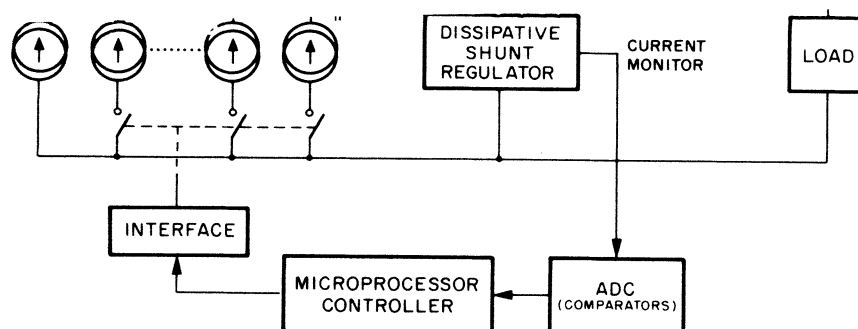 DISSIPATIVE
SHUNT
REGULATOR
CURRENT
MONITOR
LOAD
INTERFACE
MICROPROCESSOR
CONTROLLER
ADC
(COMPARATORS)